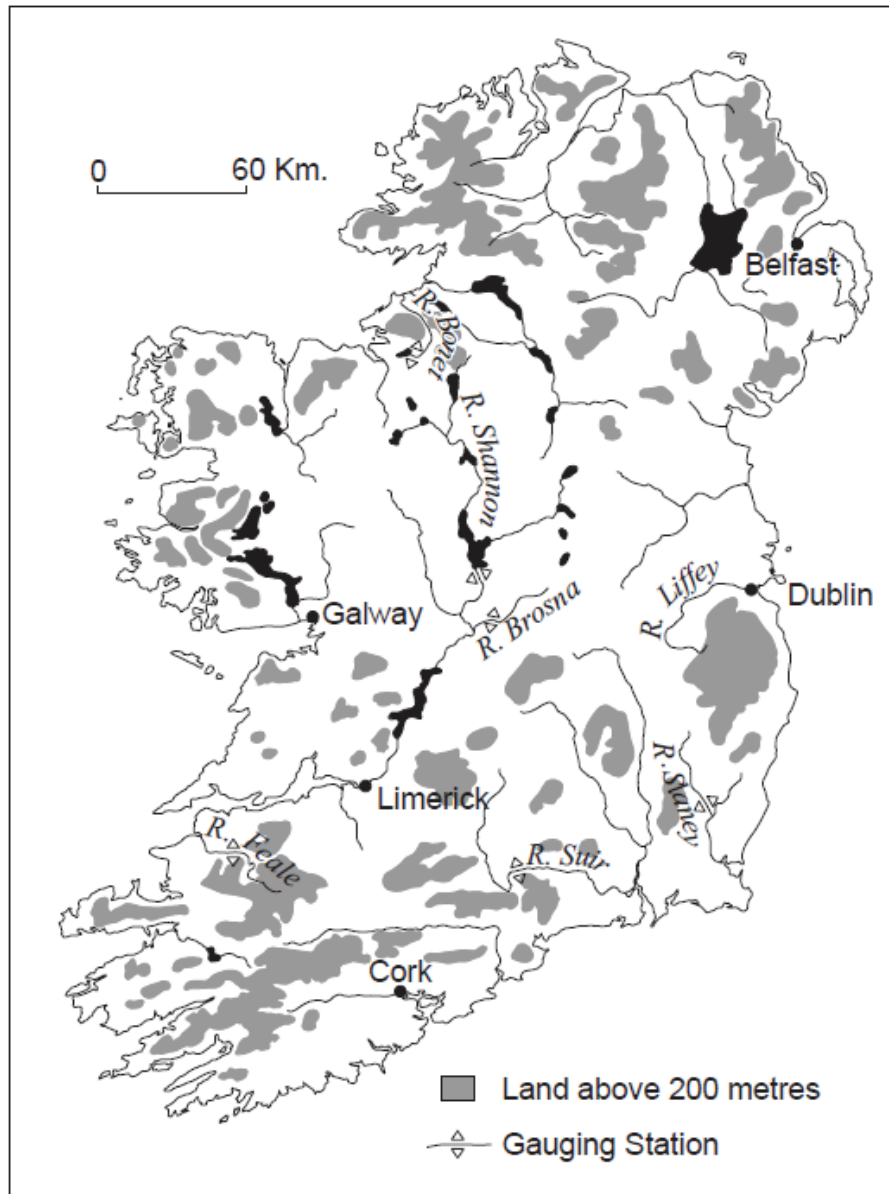 0 60 Km.
Belfast
R. Bonet
R. Shannon
R. Liffey
Dublin
Galway
R. Brosna
R. Slaney
Limerick
R. Feale
R. Suir
Cork
Land above 200 metres
Gauging Station